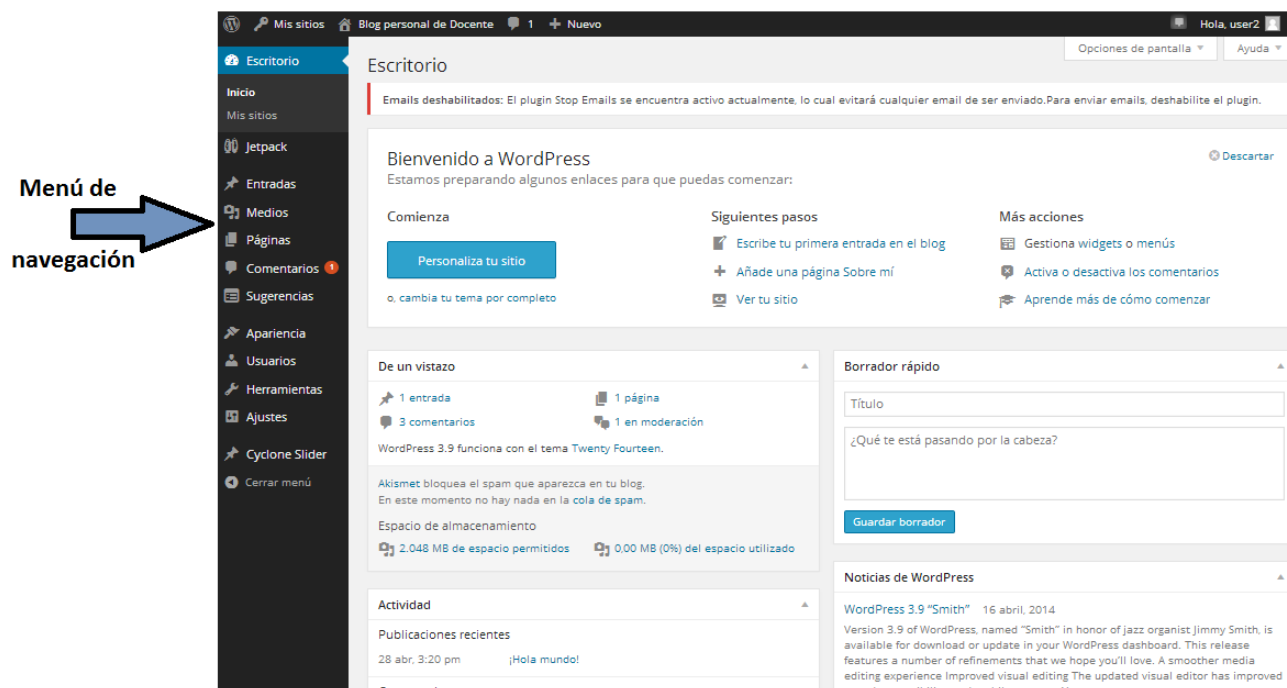 Mis sitios Blog personal de Docente 1 + Nuevo Hola, user2
Opciones de pantalla Ayuda
Menú de
navegación
Escritorio
Inicio
Mis sitios
Jetpack
Entradas
Medios
Páginas
Comentarios 1
Sugerencias
Apariencia
Usuarios
Herramientas
Ajustes
Cyclone Slider
Cerrar menú
Escritorio
Emails deshabilitados: El plugin Stop Emails se encuentra activo actualmente, lo cual evitará cualquier email de ser enviado.Para enviar emails, deshabilite el plugin.
Bienvenido a WordPress
Descartar
Estamos preparando algunos enlaces para que puedas comenzar:
Comienza
Personaliza tu sitio
o, cambia tu tema por completo
Siguientes pasos
Escribe tu primera entrada en el blog
Añade una página Sobre mí
Ver tu sitio
Más acciones
Gestiona widgets o menús
Activa o desactiva los comentarios
Aprende más de cómo comenzar
De un vistazo
1 entrada 1 página
3 comentarios 1 en moderación
WordPress 3.9 funciona con el tema Twenty Fourteen.
Akismet bloquea el spam que aparezca en tu blog.
En este momento no hay nada en la cola de spam.
Espacio de almacenamiento
2.048 MB de espacio permitidos 0,00 MB (0%) del espacio utilizado
Actividad
Publicaciones recientes
28 abr, 3:20 pm ¡Hola mundo!
Borrador rápido
Título
¿Qué te está pasando por la cabeza?
Guardar borrador
Noticias de WordPress
WordPress 3.9 “Smith” 16 abril, 2014
Version 3.9 of WordPress, named “Smith” in honor of jazz organist Jimmy Smith, is
available for download or update in your WordPress dashboard. This release
features a number of refinements that we hope you’ll love. A smoother media
editing experience Improved visual editing The updated visual editor has improved